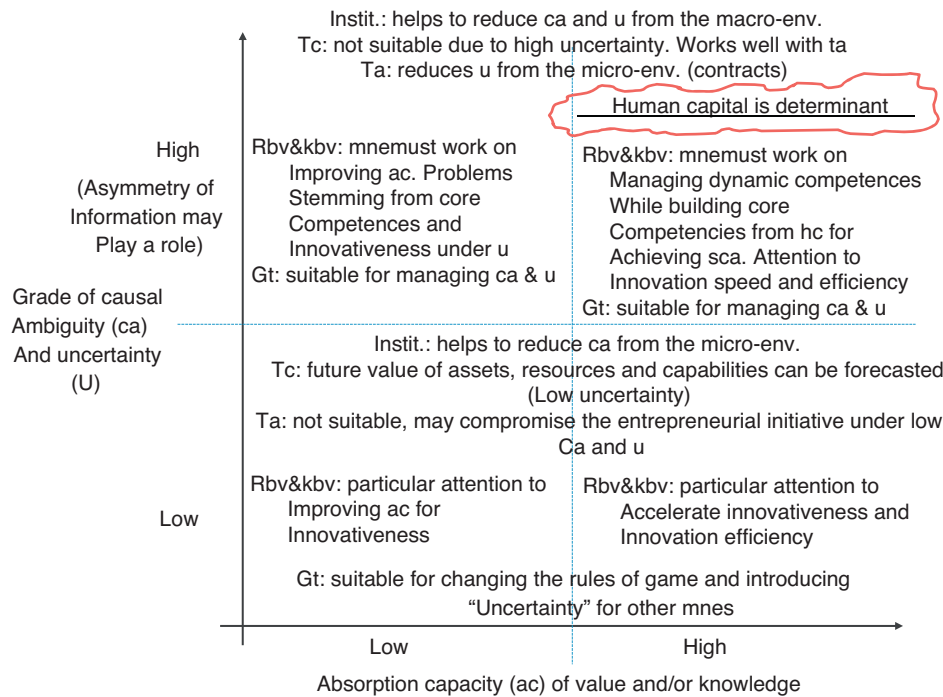 Instit.: helps to reduce ca and u from the macro-env.
Tc: not suitable due to high uncertainty. Works well with ta
Ta: reduces u from the micro-env. (contracts)
Human capital is determinant
High
(Asymmetry of
Information may
Play a role)
Rbv&kbv: mnemust work on
Improving ac. Problems
Stemming from core
Competences and
Innovativeness under u
Gt: suitable for managing ca & u
Rbv&kbv: mnemust work on
Managing dynamic competences
While building core
Competencies from hc for
Achieving sca. Attention to
Innovation speed and efficiency
Gt: suitable for managing ca & u
Grade of causal
Ambiguity (ca)
And uncertainty
(U)
Instit.: helps to reduce ca from the micro-env.
Tc: future value of assets, resources and capabilities can be forecasted
(Low uncertainty)
Ta: not suitable, may compromise the entrepreneurial initiative under low
Ca and u
Low
Rbv&kbv: particular attention to
Improving ac for
Innovativeness
Rbv&kbv: particular attention to
Accelerate innovativeness and
Innovation efficiency
Gt: suitable for changing the rules of game and introducing
“Uncertainty” for other mnes
Low
High
Absorption capacity (ac) of value and/or knowledge